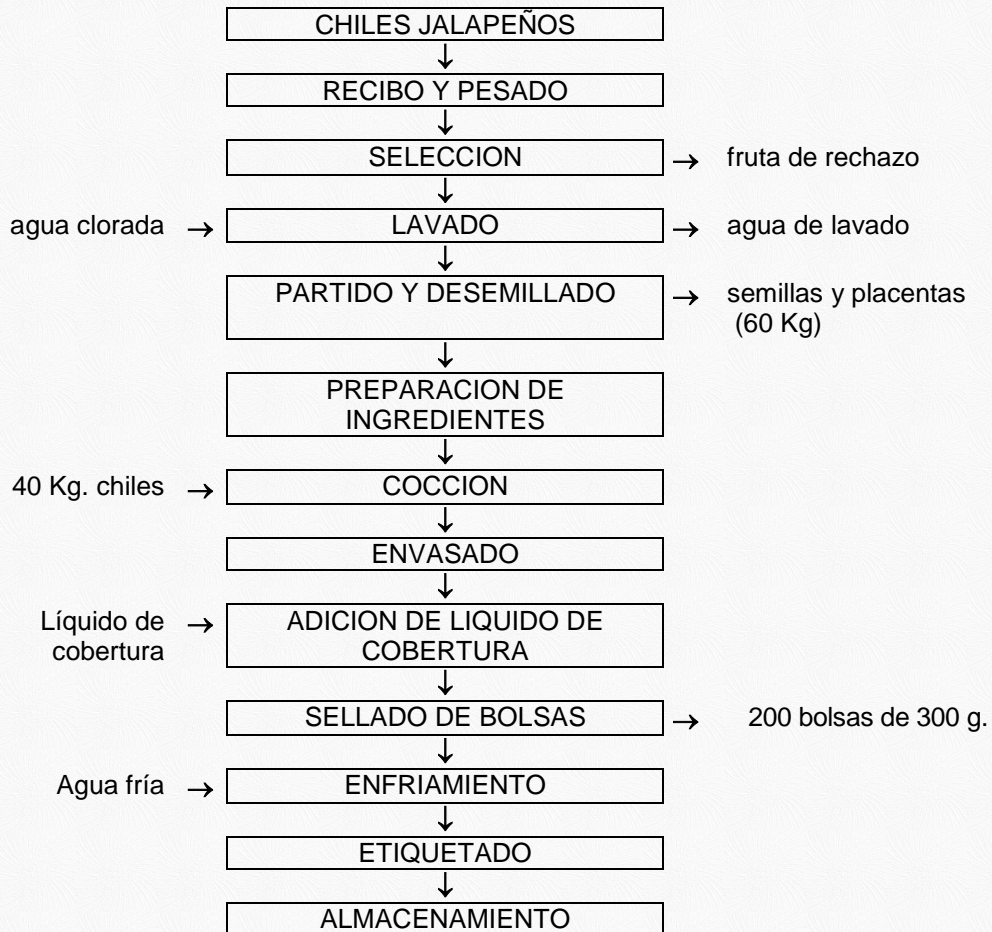 CHILES JALAPEÑOS
↓
RECIBO Y PESADO
↓
SELECCION → fruta de rechazo
↓
agua clorada → LAVADO → agua de lavado
↓
PARTIDO Y DESEMILLADO → semillas y placentas
(60 Kg)
↓
PREPARACION DE
INGREDIENTES
↓
40 Kg. chiles → COCCION
↓
ENVASADO
↓
Líquido de → ADICION DE LIQUIDO DE
cobertura COBERTURA
↓
SELLADO DE BOLSAS → 200 bolsas de 300 g.
↓
Agua fría → ENFRIAMIENTO
↓
ETIQUETADO
↓
ALMACENAMIENTO